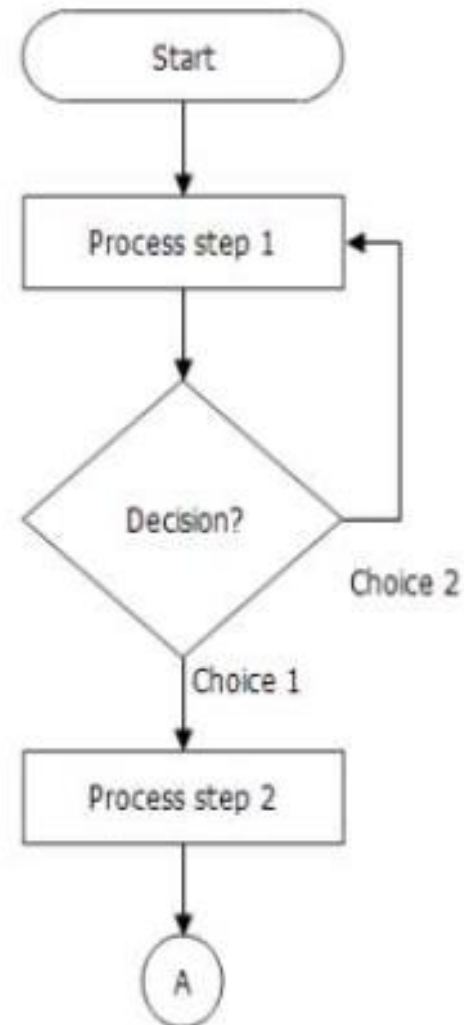 Start
Process step 1
Decision?
Choice 2
Choice 1
Process step 2
A